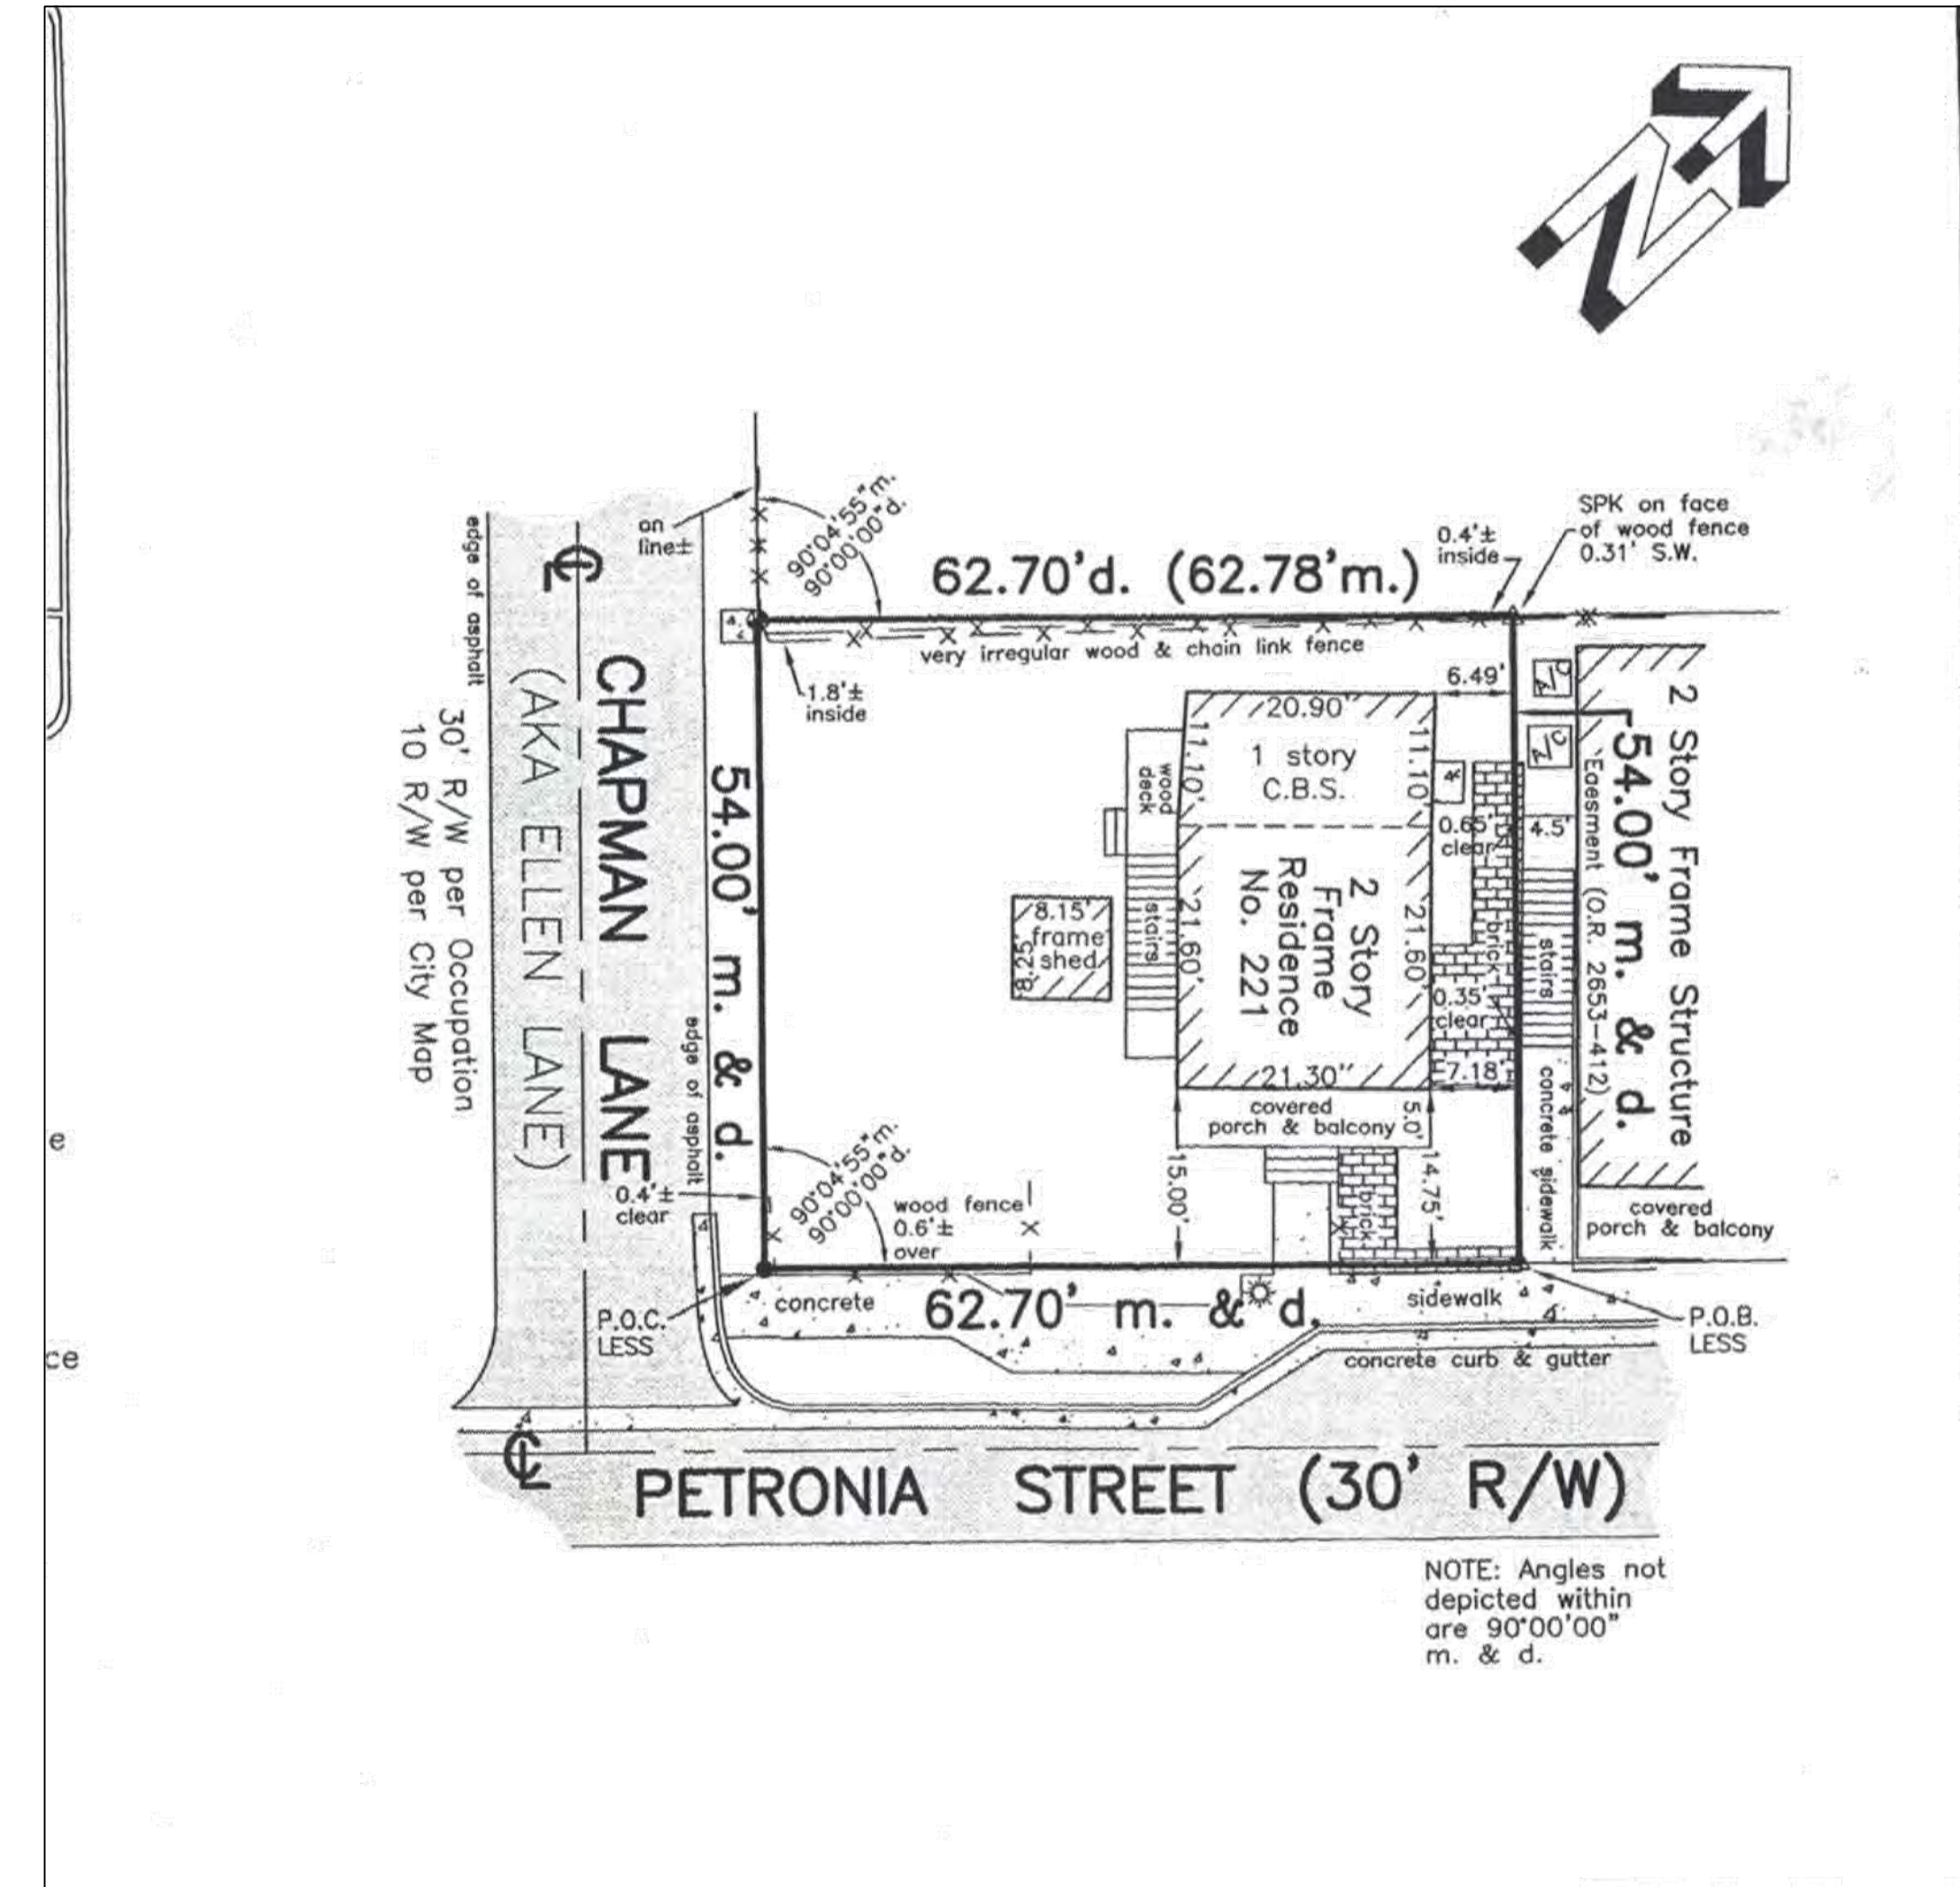 N
SPK on face
of wood fence
0.31' S.W.
0.4'±
inside
on
line±
90°04'55"m.
90°00'00"d.
62.70'd. (62.78'm.)
very irregular wood & chain link fence
1.8'±
inside
6.49'
20.90"
1 story
C.B.S.
11.10'
11.10'
wood
deck
stairs
8.15'
frame
shed
8.25'
21.60'
21.60'
2 Story
Frame
Residence
No. 221
21.30"
covered
porch & balcony
5.0'
15.00'
14.75'
brick
brick
0.65'
clear
0.35'
clear
7.18'
4.5'
A/C
A/C
stairs
concrete sidewalk
Eaesment (O.R. 2653-412)
54.00' m. & d.
2 Story Frame Structure
covered
porch & balcony
edge of asphalt
CL
CHAPMAN LANE
(AKA ELLEN LANE)
30' R/W per Occupation
10 R/W per City Map
54.00' m. & d.
edge of asphalt
0.4'±
clear
90°04'55"m.
90°00'00"d.
wood fence
0.6'±
over
P.O.C.
LESS
concrete
62.70' m. & d.
sidewalk
P.O.B.
LESS
concrete curb & gutter
CL
PETRONIA STREET (30' R/W)
NOTE: Angles not
depicted within
are 90°00'00"
m. & d.
e
ce